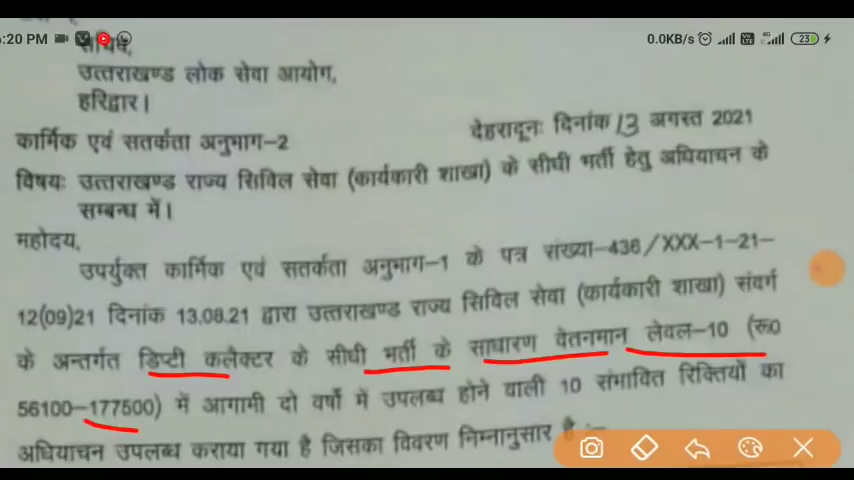 :20 PM
0.0KB/s
4G
23
सचिव,
उत्तराखण्ड लोक सेवा आयोग,
हरिद्वार।
कार्मिक एवं सतर्कता अनुभाग-2
देहरादूनः दिनांक 13 अगस्त 2021
विषयः उत्तराखण्ड राज्य सिविल सेवा (कार्यकारी शाखा) के सीधी भर्ती हेतु अधियाचन के
सम्बन्ध में।
महोदय,
उपर्युक्त कार्मिक एवं सतर्कता अनुभाग-1 के पत्र संख्या-436/XXX-1-21-
12(09)21 दिनांक 13.08.21 द्वारा उत्तराखण्ड राज्य सिविल सेवा (कार्यकारी शाखा) संवर्ग
के अन्तर्गत डिप्टी कलैक्टर के सीधी भर्ती के साधारण वेतनमान लेवल-10 (रू0
56100-177500) में आगामी दो वर्षों में उपलब्ध होने वाली 10 संभावित रिक्तियों का
अधियाचन उपलब्ध कराया गया है जिसका विवरण निम्नानुसार है :-